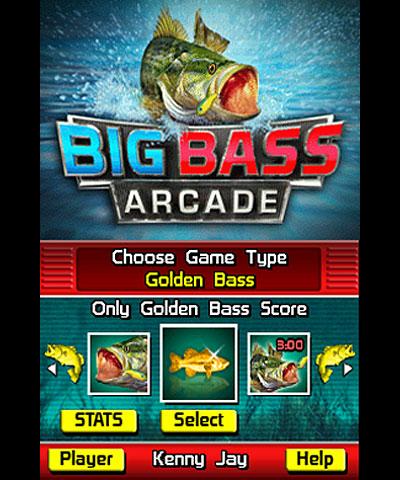 BIG BASS
ARCADE
Choose Game Type
Golden Bass
Only Golden Bass Score
3:00
STATS Select
Player Kenny Jay Help